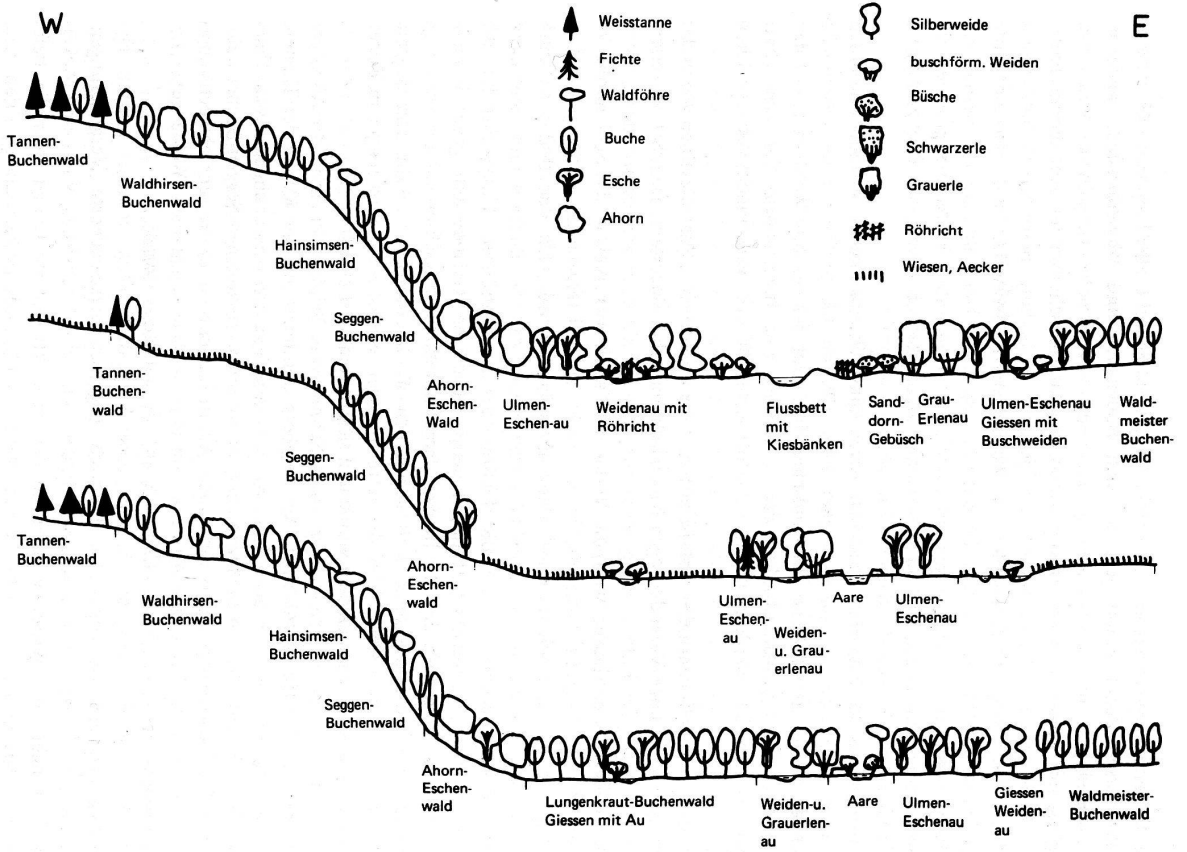 W
E
Weisstanne
Fichte
Waldföhre
Buche
Esche
Ahorn
Silberweide
buschförm. Weiden
Büsche
Schwarzerle
Grauerle
Röhricht
Wiesen, Aecker
Tannen-
Buchenwald
Waldhirsen-
Buchenwald
Hainsimsen-
Buchenwald
Seggen-
Buchenwald
Ahorn-
Eschen-
Wald
Ulmen-
Eschen-au
Weidenau mit
Röhricht
Flussbett
mit
Kiesbänken
Sand-
dorn-
Gebüsch
Grau-
Erlenau
Ulmen-Eschenau
Giessen mit
Buschweiden
Wald-
meister
Buchen-
wald
Tannen-
Buchen-
wald
Seggen-
Buchenwald
Ahorn-
Eschen-
wald
Ulmen-
Eschen-
au
Weiden-
u. Grau-
erlenau
Aare
Ulmen-
Eschenau
Tannen-
Buchenwald
Waldhirsen-
Buchenwald
Hainsimsen-
Buchenwald
Seggen-
Buchenwald
Ahorn-
Eschen-
wald
Lungenkraut-Buchenwald
Giessen mit Au
Weiden-u.
Grauerlen-
au
Aare
Ulmen-
Eschenau
Giessen
Weiden-
au
Waldmeister-
Buchenwald